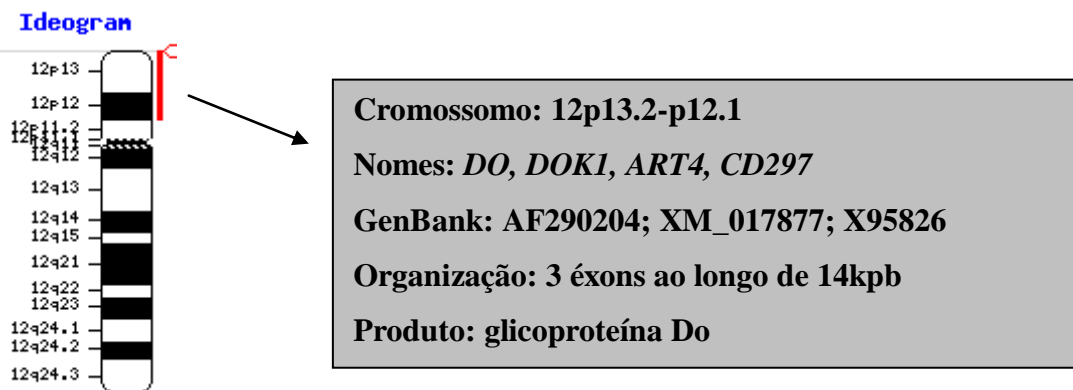 Ideogram
12p13
12p12
12p11.2
12q12
12q13
12q14
12q15
12q21
12q22
12q23
12q24.1
12q24.2
12q24.3
Cromossomo: 12p13.2-p12.1
Nomes: DO, DOK1, ART4, CD297
GenBank: AF290204; XM_017877; X95826
Organização: 3 éxons ao longo de 14kpb
Produto: glicoproteína Do